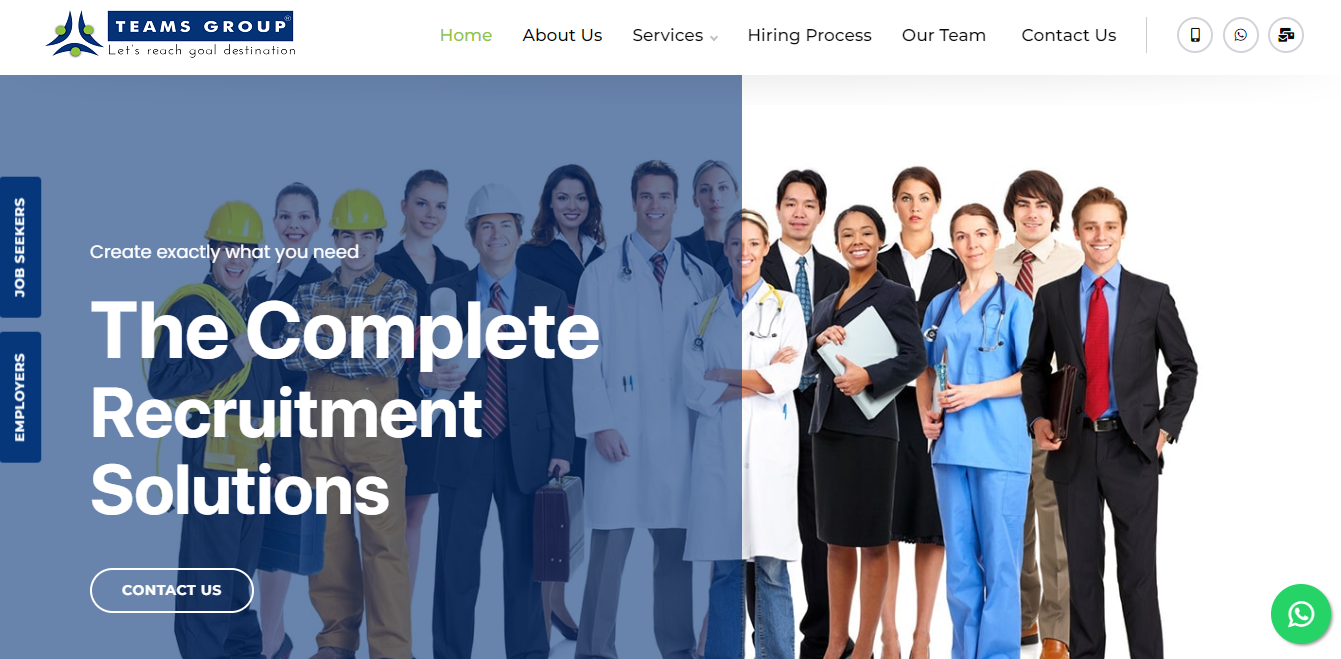 TEAMS GROUP®
Let's reach goal destination
Home
About Us
Services
Hiring Process
Our Team
Contact Us
JOB SEEKERS
EMPLOYERS
Create exactly what you need
The Complete
Recruitment
Solutions
CONTACT US